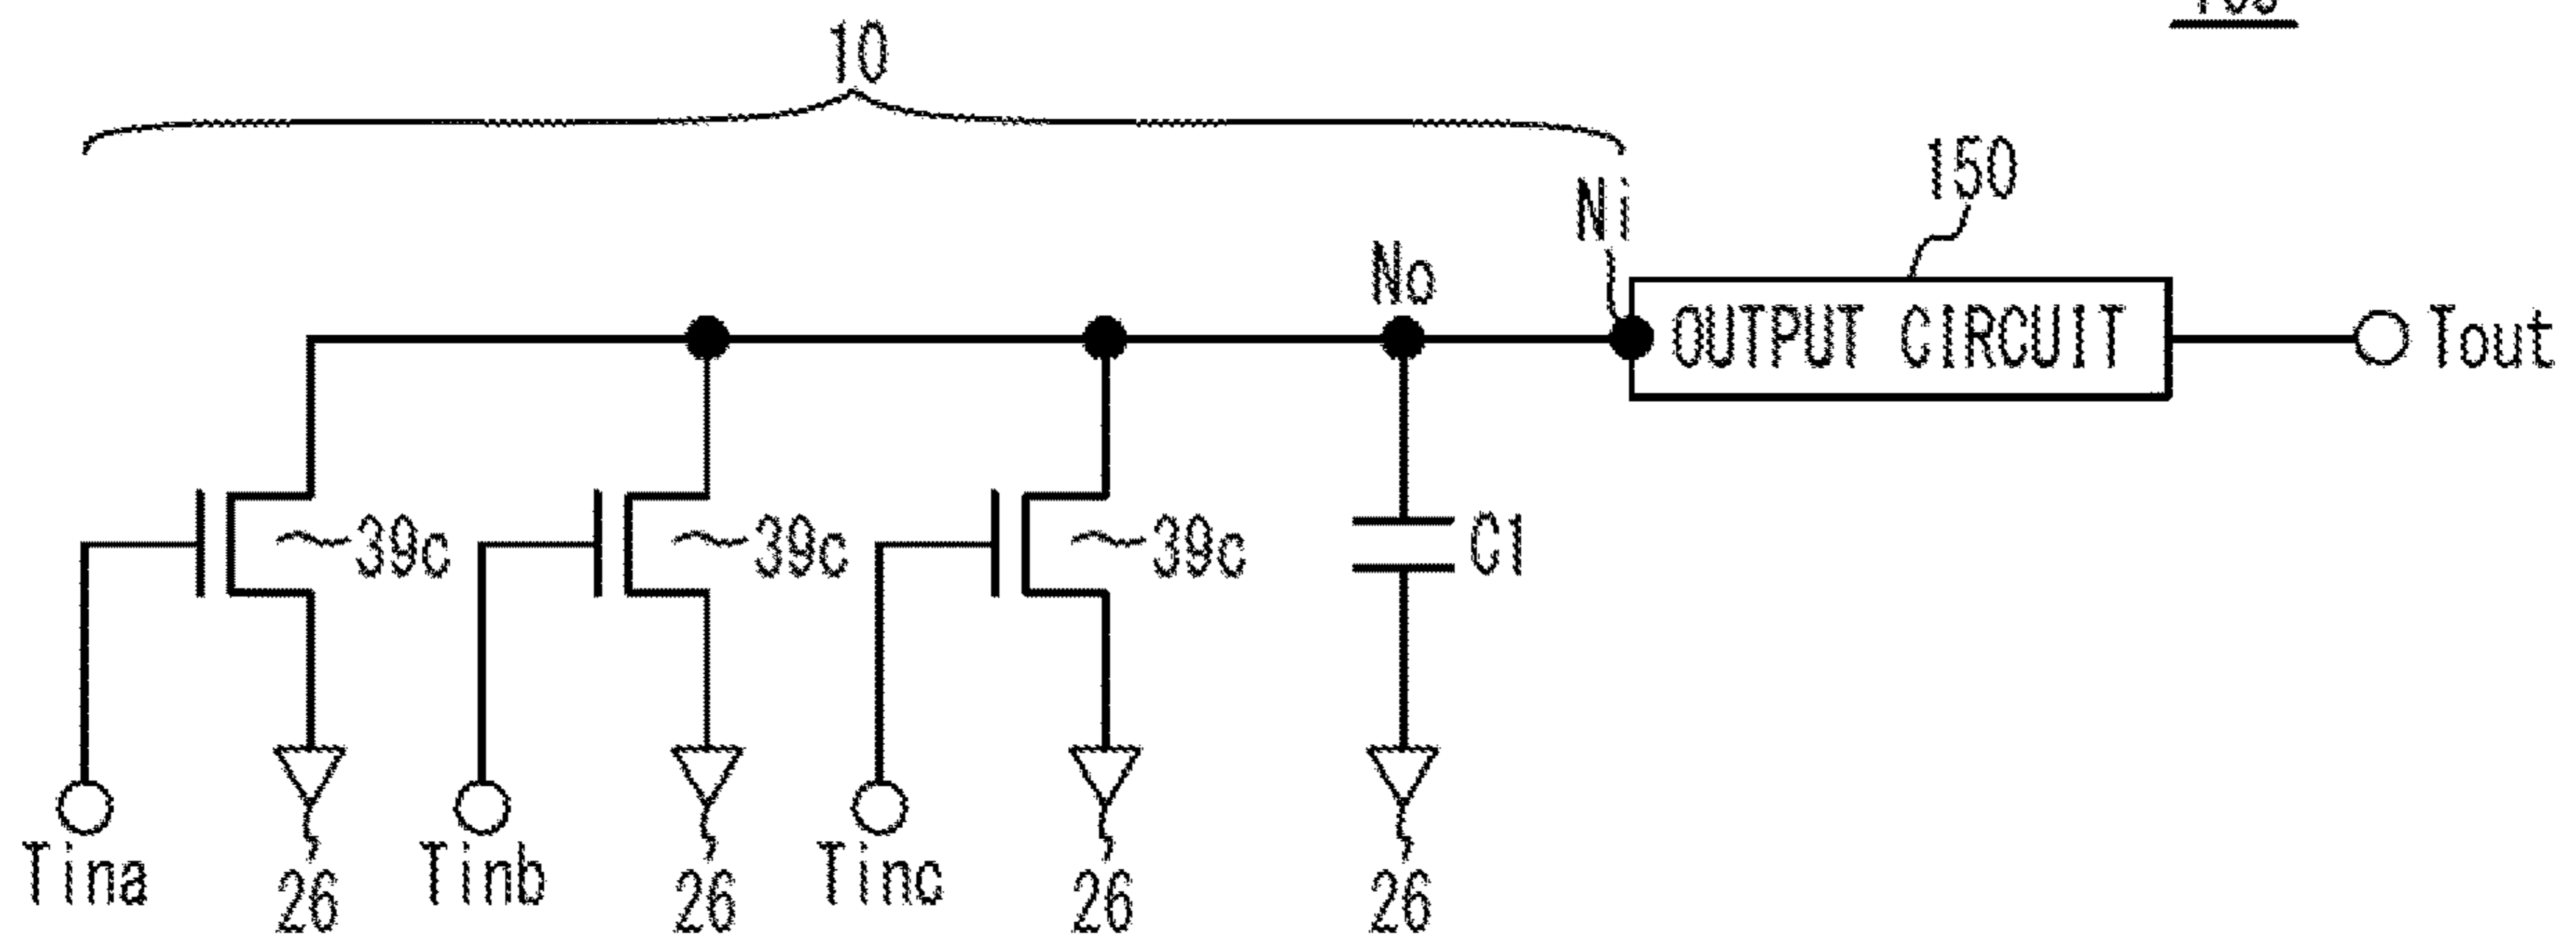 10
150
Ni
No
OUTPUT CIRCUIT
Tout
39c
39c
39c
C1
Tina
26
Tinb
26
Tinc
26
26